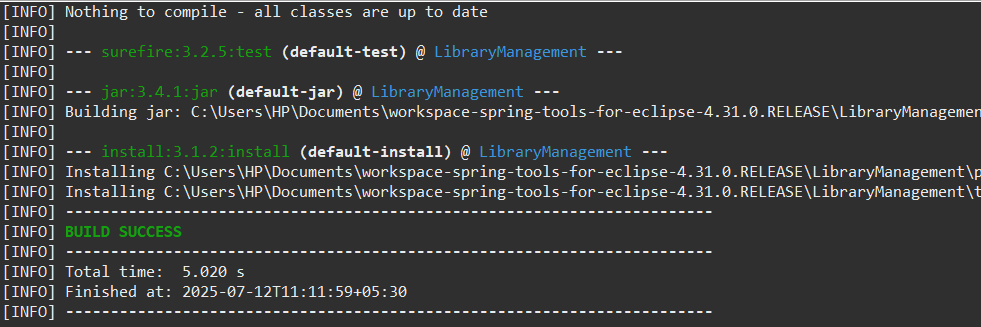 [INFO] Nothing to compile - all classes are up to date
[INFO]
[INFO] --- surefire:3.2.5:test (default-test) @ LibraryManagement ---
[INFO]
[INFO] --- jar:3.4.1:jar (default-jar) @ LibraryManagement ---
[INFO] Building jar: C:\Users\HP\Documents\workspace-spring-tools-for-eclipse-4.31.0.RELEASE\LibraryManagemen
[INFO]
[INFO] --- install:3.1.2:install (default-install) @ LibraryManagement ---
[INFO] Installing C:\Users\HP\Documents\workspace-spring-tools-for-eclipse-4.31.0.RELEASE\LibraryManagement\p
[INFO] Installing C:\Users\HP\Documents\workspace-spring-tools-for-eclipse-4.31.0.RELEASE\LibraryManagement\t
[INFO] ------------------------------------------------------------------------
[INFO] BUILD SUCCESS
[INFO] ------------------------------------------------------------------------
[INFO] Total time:  5.020 s
[INFO] Finished at: 2025-07-12T11:11:59+05:30
[INFO] ------------------------------------------------------------------------